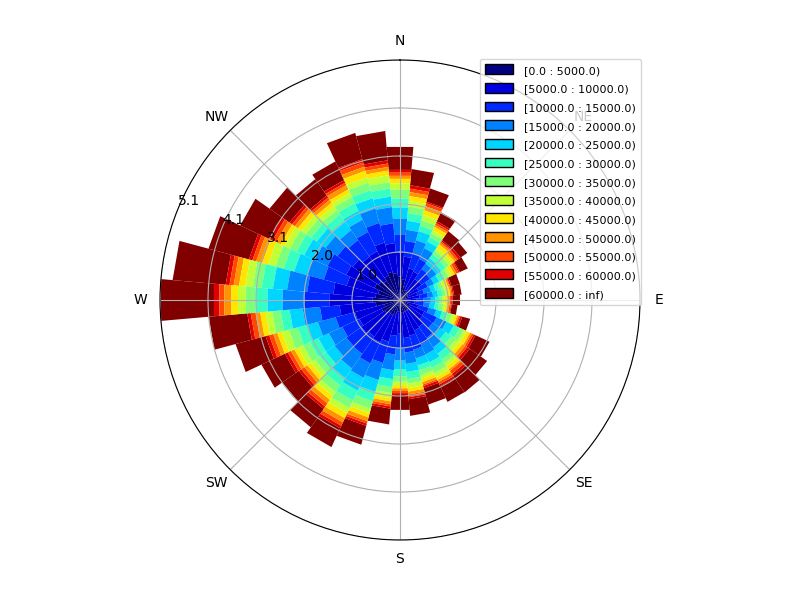 N
[0.0 : 5000.0)
[5000.0 : 10000.0)
[10000.0 : 15000.0)
[15000.0 : 20000.0)
[20000.0 : 25000.0)
[25000.0 : 30000.0)
[30000.0 : 35000.0)
[35000.0 : 40000.0)
[40000.0 : 45000.0)
[45000.0 : 50000.0)
[50000.0 : 55000.0)
[55000.0 : 60000.0)
[60000.0 : inf)
NW
NE
5.1
4.1
3.1
2.0
1.0
W
E
SW
SE
S